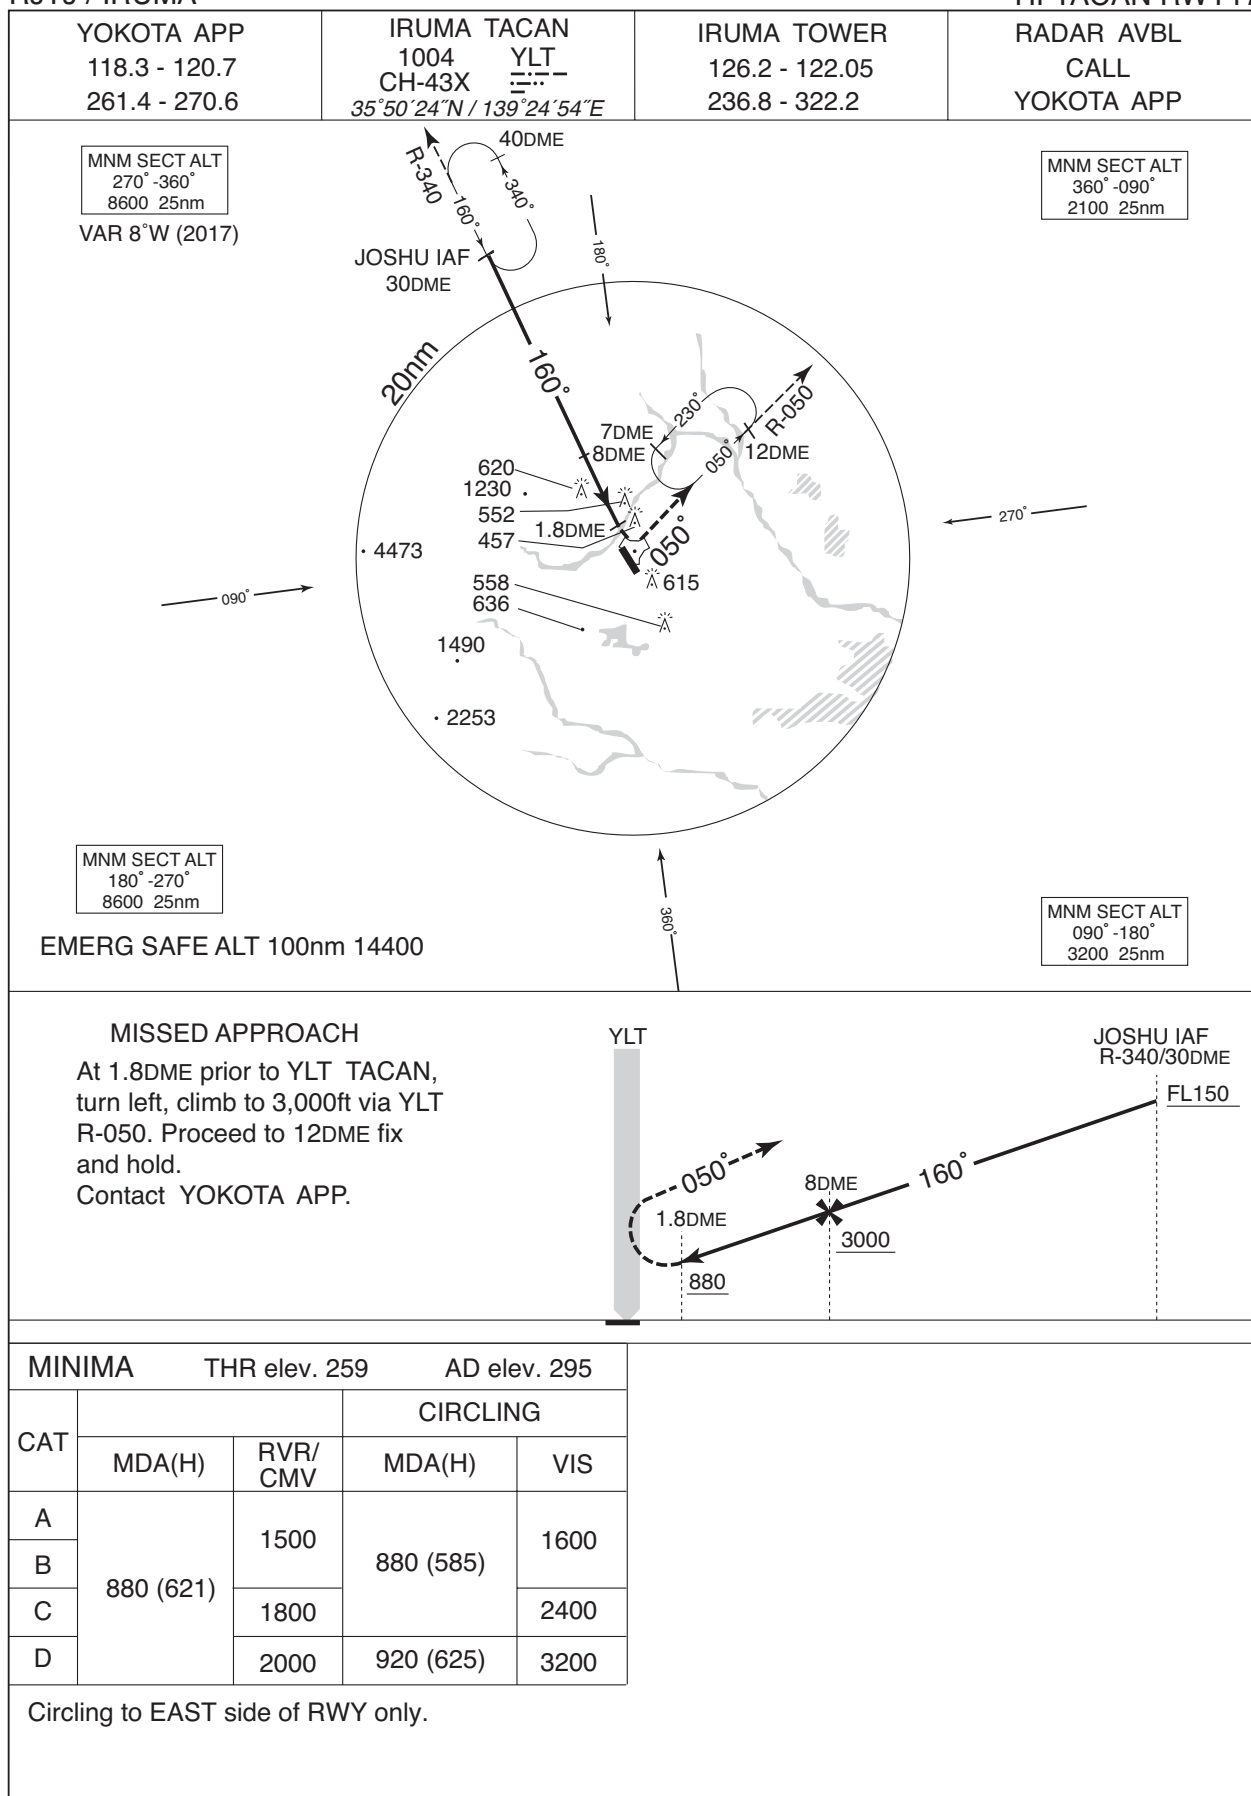 YOKOTA APP
118.3 - 120.7
261.4 - 270.6
IRUMA TACAN
1004 YLT
CH-43X
35˚50´24˝N / 139˚24´54˝E
IRUMA TOWER
126.2 - 122.05
236.8 - 322.2
RADAR AVBL
CALL
YOKOTA APP
MNM SECT ALT
270˚-360˚
8600 25nm
VAR 8˚W (2017)
MNM SECT ALT
360˚-090˚
2100 25nm
40DME
R-340
340˚
160˚
JOSHU IAF
30DME
180˚
20nm
160˚
R-050
230˚
7DME
8DME
050˚
12DME
620
1230
552
1.8DME
457
050˚
4473
270˚
615
558
090˚
636
1490
2253
MNM SECT ALT
180˚-270˚
8600 25nm
360˚
MNM SECT ALT
090˚-180˚
3200 25nm
EMERG SAFE ALT 100nm 14400
MISSED APPROACH
At 1.8DME prior to YLT TACAN,
turn left, climb to 3,000ft via YLT
R-050. Proceed to 12DME fix
and hold.
Contact YOKOTA APP.
YLT
JOSHU IAF
R-340/30DME
FL150
050˚
160˚
8DME
1.8DME
3000
880
MINIMA THR elev. 259 AD elev. 295
CAT
CIRCLING
MDA(H)
RVR/
CMV
MDA(H)
VIS
A
B
C
D
880 (621)
1500
1800
2000
880 (585)
920 (625)
1600
2400
3200
Circling to EAST side of RWY only.